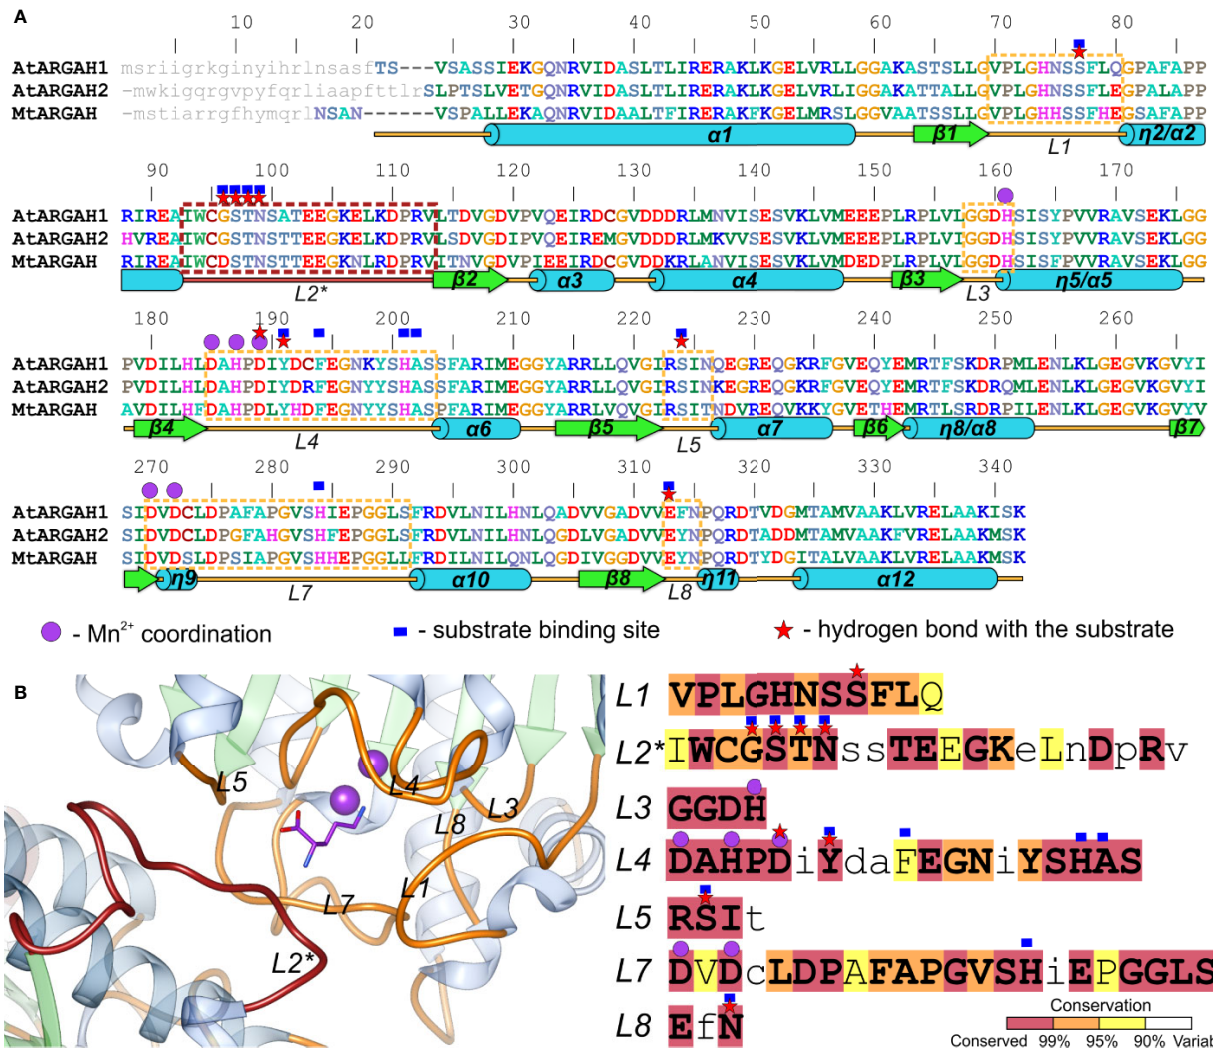 A
10 20 30 40 50 60 70 80
AtARGAH1 msriigrkginyihrlnsasfTS---VSASSIEKGQNRVIDASLTLIRERAKLKGELVRLLGGAKASTSLLGVPLGHNSSFLQGPAFAPP
AtARGAH2 -mwkigqrgvpyfqrliaapfttlrSLPTSLVETGQNRVIDASLTLIRERAKLKGELVRLLGGAKATTALLGVPLGHNSSFLEGPALAPP
MtARGAH -mstiarrgfhymqrlNSAN------VSSLEKAQNRVIDAALTFIRERAKFKGELMRSLGGVAATSSLLGVPLGHHSSFHEGSAFAPP
α1 β1 L1 η2/α2
90 100 110 120 130 140 150 160 170
AtARGAH1 RIREAIWCGSTNSATEEGKELKDPRVLTDVGDVPVQEIRDCGVDDDRLMNVISESVKLVMEEEPLRPLVLGGDHSISYPVVRAVSEKLGG
AtARGAH2 HVREAIWCGSTNSTTEEGKELKDPRVLSDVGDIPVQEIREMGVDDDRLMKVVSESVKLVMEEEPLRPLVIGGDHSISYPVVRAVSEKLGG
MtARGAH RIREAIWCDSTNSTTEEGKNLRDPRVITNVGDVPIEEIRDCGVDDKRLANVISESVKLVMDEDPLRPLVLGGDHSISFPVVRAVSEKLGG
L2* β2 α3 α4 β3 L3 η5/α5
180 190 200 210 220 230 240 250 260
AtARGAH1 PVDILHLDAHPDIYDCFEGNKYSHASSFARIMEGGYARRLLQVGIRSINQEGREQGKRFGVEQYEMRTFSKDRPMLENLKLGEGVKGVYI
AtARGAH2 PVDILHLDAHPDIYDRFEGNYYSHASSFARIMEGGYARRLLQVGIRSINKEGREQGKRFGVEQYEMRTFSKDRQMLENLKLGEGVKGVYI
MtARGAH AVDILHFDAHPDLYHDFEGNYYSHASPFARIMEGGYARRLVQVGIRSITNDVREQVKKYGVETHEMRTLSRDRPILENLKLGEGVKGVYV
β4 L4 α6 β5 L5 α7 β6 η8/α8 β7
270 280 290 300 310 320 330 340
AtARGAH1 SIDVDCLDPAFAPGVSHIEPGGLSFRDVLNILHNLQADVVGADVVEFNPQRDTVDGMTAMVAAKLVRELAAKISK
AtARGAH2 SIDVDCLDPGFAHGVSHFEPGGLSFRDVLNILHNLQGDLVGADVVEYNPQRDTADDMTAMVAAKFVRELAAKMSK
MtARGAH SIDVDSLDPSIAPGVSHHEPGGLLFRDILNILQNLQGDIVGGDVVEYNPQRDTYDGITALVAAKLVRELAAKMSK
η9 L7 α10 β8 L8 η11 α12
- Mn²⁺ coordination - substrate binding site - hydrogen bond with the substrate
B
L5 L4 L3 L8 L1 L7 L2*
L1 VPLGHNSSFLQ
L2* IWCGSTNssTEEGKeLnDpRv
L3 GGDH
L4 DAHPDiYdaFEGNiYSHAS
L5 RSIt
L7 DVDcLDPAFAPGVSHiEPGGLS
L8 EfN
Conservation
Conserved 99% 95% 90% Variab